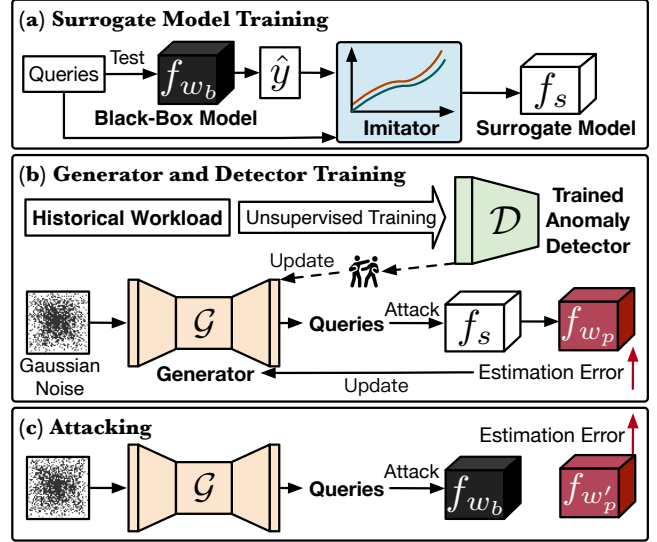 (a) Surrogate Model Training
Queries
Test
f_{w_b}
ŷ
f_s
Black-Box Model
Imitator
Surrogate Model
(b) Generator and Detector Training
Historical Workload
Unsupervised Training
D
Trained
Anomaly
Detector
Update
G
Queries
Attack
f_s
f_{w_p}
Gaussian
Noise
Generator
Update
Estimation Error
(c) Attacking
Estimation Error
G
Queries
Attack
f_{w_b}
f_{w'_p}